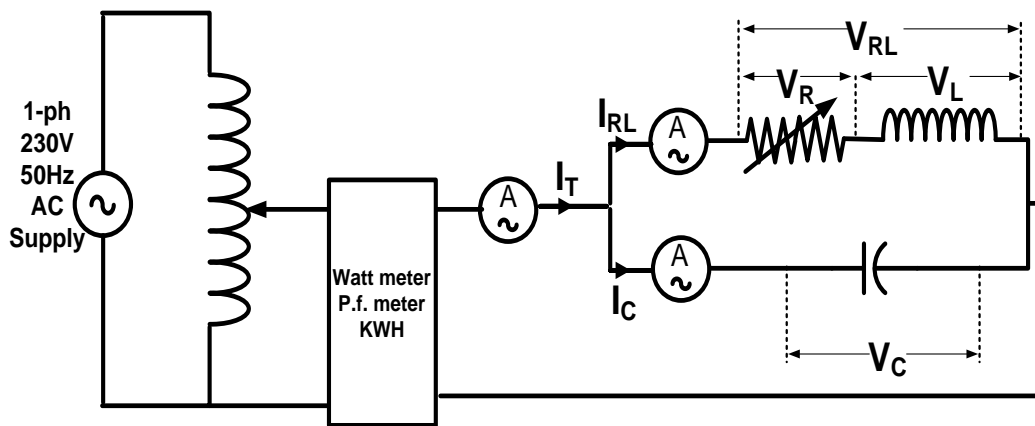 1-ph
230V
50Hz
AC
Supply
Watt meter
P.f. meter
KWH
A
I_T
I_RL
A
V_RL
V_R
V_L
I_C
A
V_C